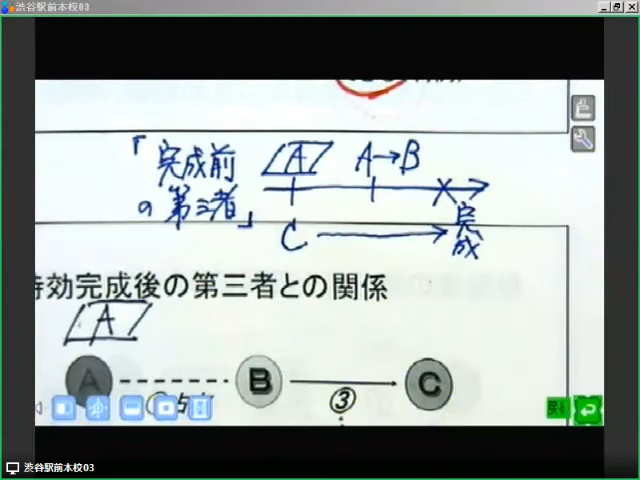 渋谷駅前本校03
「完成前 A A→B
の第三者」 C 完成
時効完成後の第三者との関係
A
A B C
③
戻る
渋谷駅前本校03